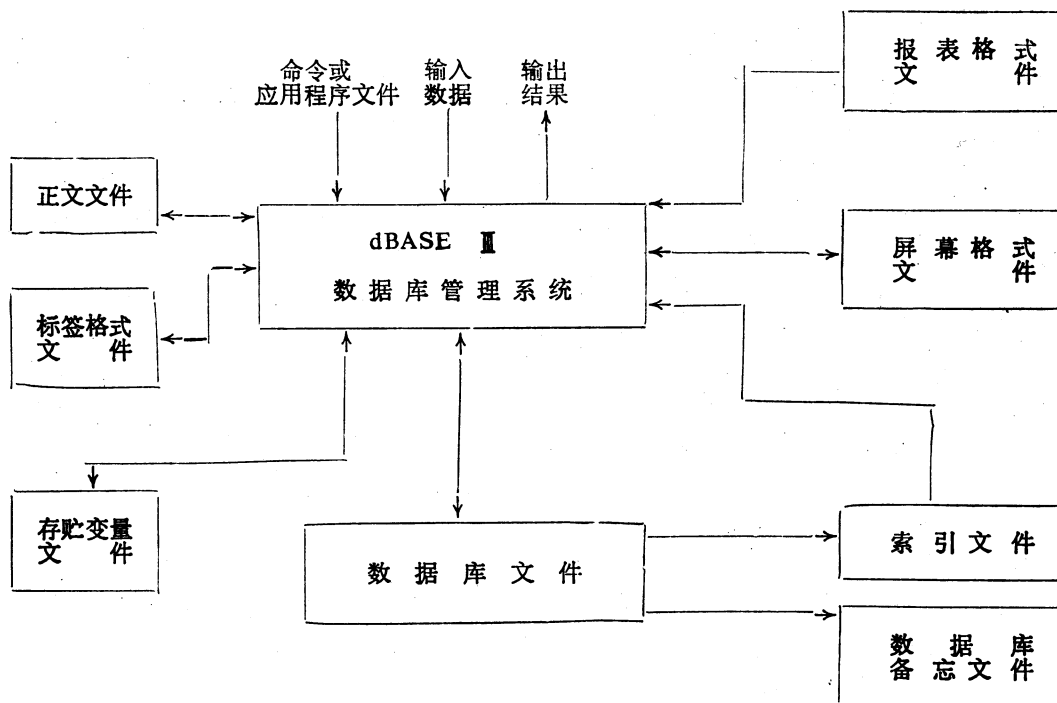 报表格式
文件
命令或
应用程序文件
输入
数据
输出
结果
正文文件
dBASE Ⅲ
数据库管理系统
屏幕格式
文件
标签格式
文件
存贮变量
文件
数据库文件
索引文件
数据库
备忘文件